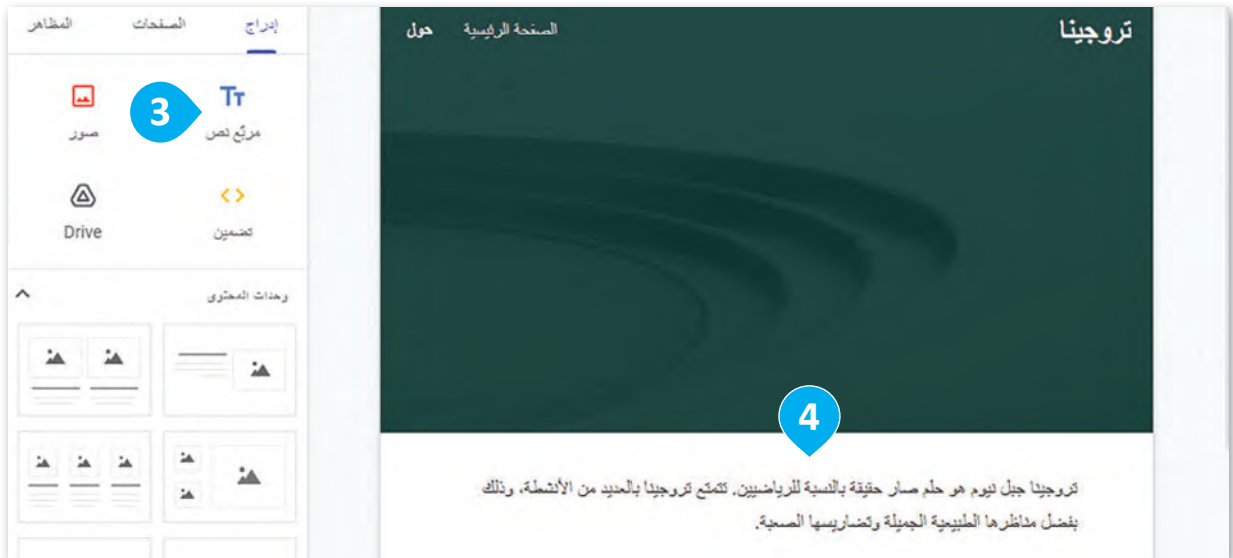 تروجينا
الصفحة الرئيسية حول
إدراج الصفحات المظاهر
Tт
3
مربّع نص صور
<>
تضمين Drive
وحدات المحتوى
4
تروجينا جبل نيوم هو حلم صار حقيقة بالنسبة للرياضيين. تتمتع تروجينا بالعديد من الأنشطة، وذلك
بفضل مناظرها الطبيعية الجميلة وتضاريسها الصعبة.